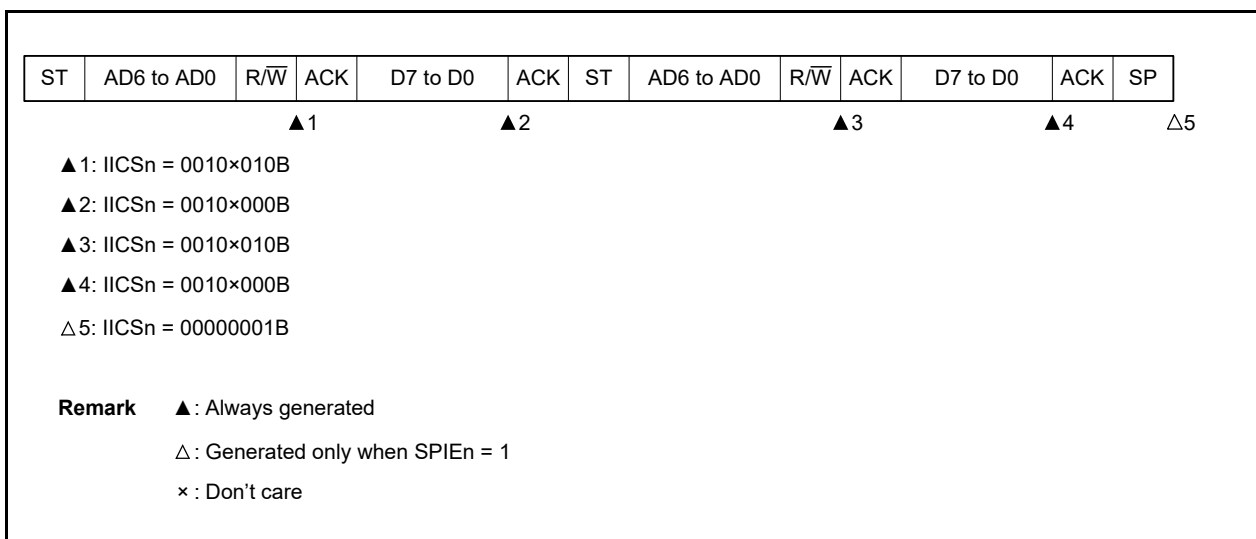 ST AD6 to AD0 R/W̅ ACK D7 to D0 ACK ST AD6 to AD0 R/W̅ ACK D7 to D0 ACK SP
▲1 ▲2 ▲3 ▲4 △5
▲1: IICSn = 0010×010B
▲2: IICSn = 0010×000B
▲3: IICSn = 0010×010B
▲4: IICSn = 0010×000B
△5: IICSn = 00000001B
Remark ▲: Always generated
△: Generated only when SPIEn = 1
×: Don't care